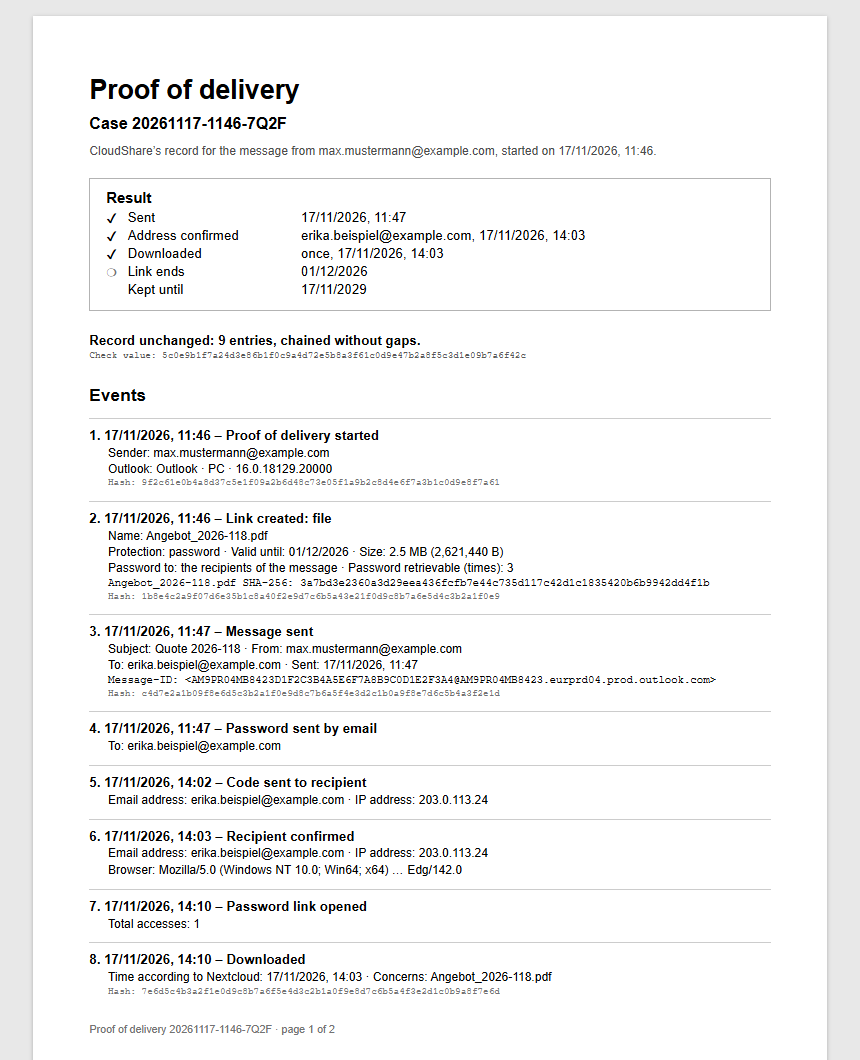 Proof of delivery
Case 20261117-1146-7Q2F
CloudShare's record for the message from max.mustermann@example.com, started on 17/11/2026, 11:46.
Result
✓ Sent 17/11/2026, 11:47
✓ Address confirmed erika.beispiel@example.com, 17/11/2026, 14:03
✓ Downloaded once, 17/11/2026, 14:03
❍ Link ends 01/12/2026
Kept until 17/11/2029
Record unchanged: 9 entries, chained without gaps.
Check value: 5c0e9b1f7a24d3e86b1f0c9a4d72e5b8a3f61c0d9e47b2a8f5c3d1e09b7a6f42c
Events
1. 17/11/2026, 11:46 – Proof of delivery started
Sender: max.mustermann@example.com
Outlook: Outlook · PC · 16.0.18129.20000
Hash: 9f2c61e0b4a8d37c5e1f09a2b6d48c73e05f1a9b2c8d4e6f7a3b1c0d9e8f7a61
2. 17/11/2026, 11:46 – Link created: file
Name: Angebot_2026-118.pdf
Protection: password · Valid until: 01/12/2026 · Size: 2.5 MB (2,621,440 B)
Password to: the recipients of the message · Password retrievable (times): 3
Angebot_2026-118.pdf SHA-256: 3a7bd3e2360a3d29eea436fcfb7e44c735d117c42d1c1835420b6b9942dd4f1b
Hash: 1b8e4c2a9f07d6e35b1c8a40f2e9d7c6b5a43e21f0d9c8b7a6e5d4c3b2a1f0e9
3. 17/11/2026, 11:47 – Message sent
Subject: Quote 2026-118 · From: max.mustermann@example.com
To: erika.beispiel@example.com · Sent: 17/11/2026, 11:47
Message-ID: <AM9PR04MB8423D1F2C3B4A5E6F7A8B9C0D1E2F3A4@AM9PR04MB8423.eurprd04.prod.outlook.com>
Hash: c4d7e2a1b09f8e6d5c3b2a1f0e9d8c7b6a5f4e3d2c1b0a9f8e7d6c5b4a3f2e1d
4. 17/11/2026, 11:47 – Password sent by email
To: erika.beispiel@example.com
5. 17/11/2026, 14:02 – Code sent to recipient
Email address: erika.beispiel@example.com · IP address: 203.0.113.24
6. 17/11/2026, 14:03 – Recipient confirmed
Email address: erika.beispiel@example.com · IP address: 203.0.113.24
Browser: Mozilla/5.0 (Windows NT 10.0; Win64; x64) … Edg/142.0
7. 17/11/2026, 14:10 – Password link opened
Total accesses: 1
8. 17/11/2026, 14:10 – Downloaded
Time according to Nextcloud: 17/11/2026, 14:03 · Concerns: Angebot_2026-118.pdf
Hash: 7e6d5c4b3a2f1e0d9c8b7a6f5e4d3c2b1a0f9e8d7c6b5a4f3e2d1c0b9a8f7e6d
Proof of delivery 20261117-1146-7Q2F · page 1 of 2